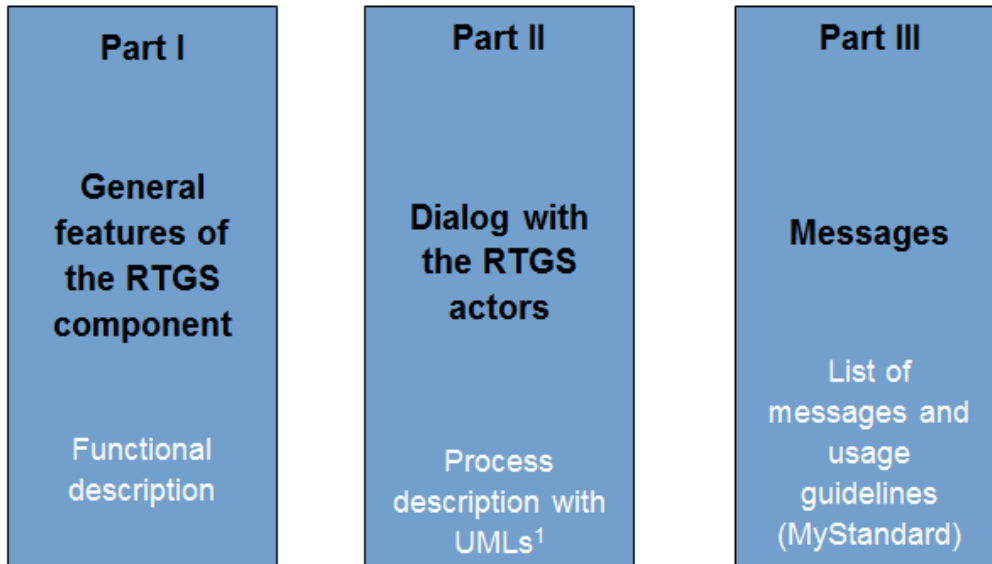 Part I
General
features of
the RTGS
component
Functional
description
Part II
Dialog with
the RTGS
actors
Process
description with
UMLs¹
Part III
Messages
List of
messages and
usage
guidelines
(MyStandard)